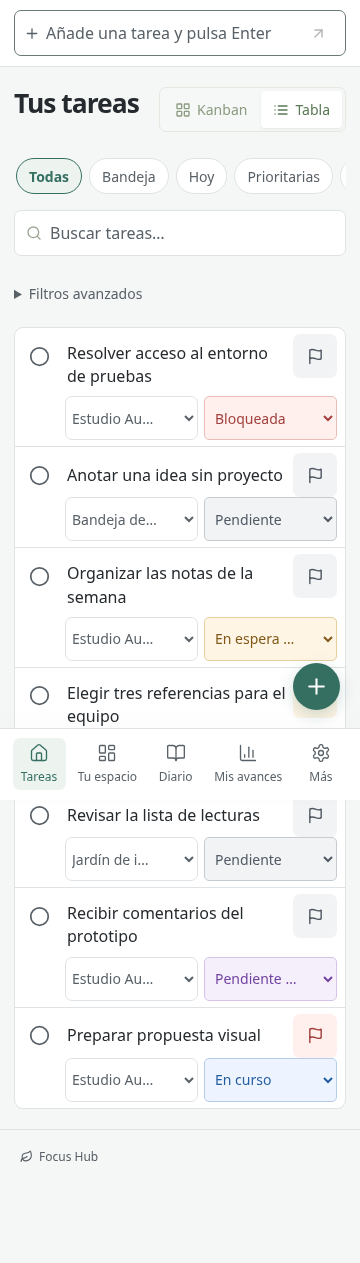 Añade una tarea y pulsa Enter
Tus tareas
Kanban
Tabla
Todas
Bandeja
Hoy
Prioritarias
Buscar tareas...
Filtros avanzados
Resolver acceso al entorno
de pruebas
Estudio Au...
Bloqueada
Anotar una idea sin proyecto
Bandeja de...
Pendiente
Organizar las notas de la
semana
Estudio Au...
En espera ...
Elegir tres referencias para el
equipo
Tareas
Tu espacio
Diario
Mis avances
Más
Revisar la lista de lecturas
Jardín de i...
Pendiente
Recibir comentarios del
prototipo
Estudio Au...
Pendiente ...
Preparar propuesta visual
Estudio Au...
En curso
Focus Hub